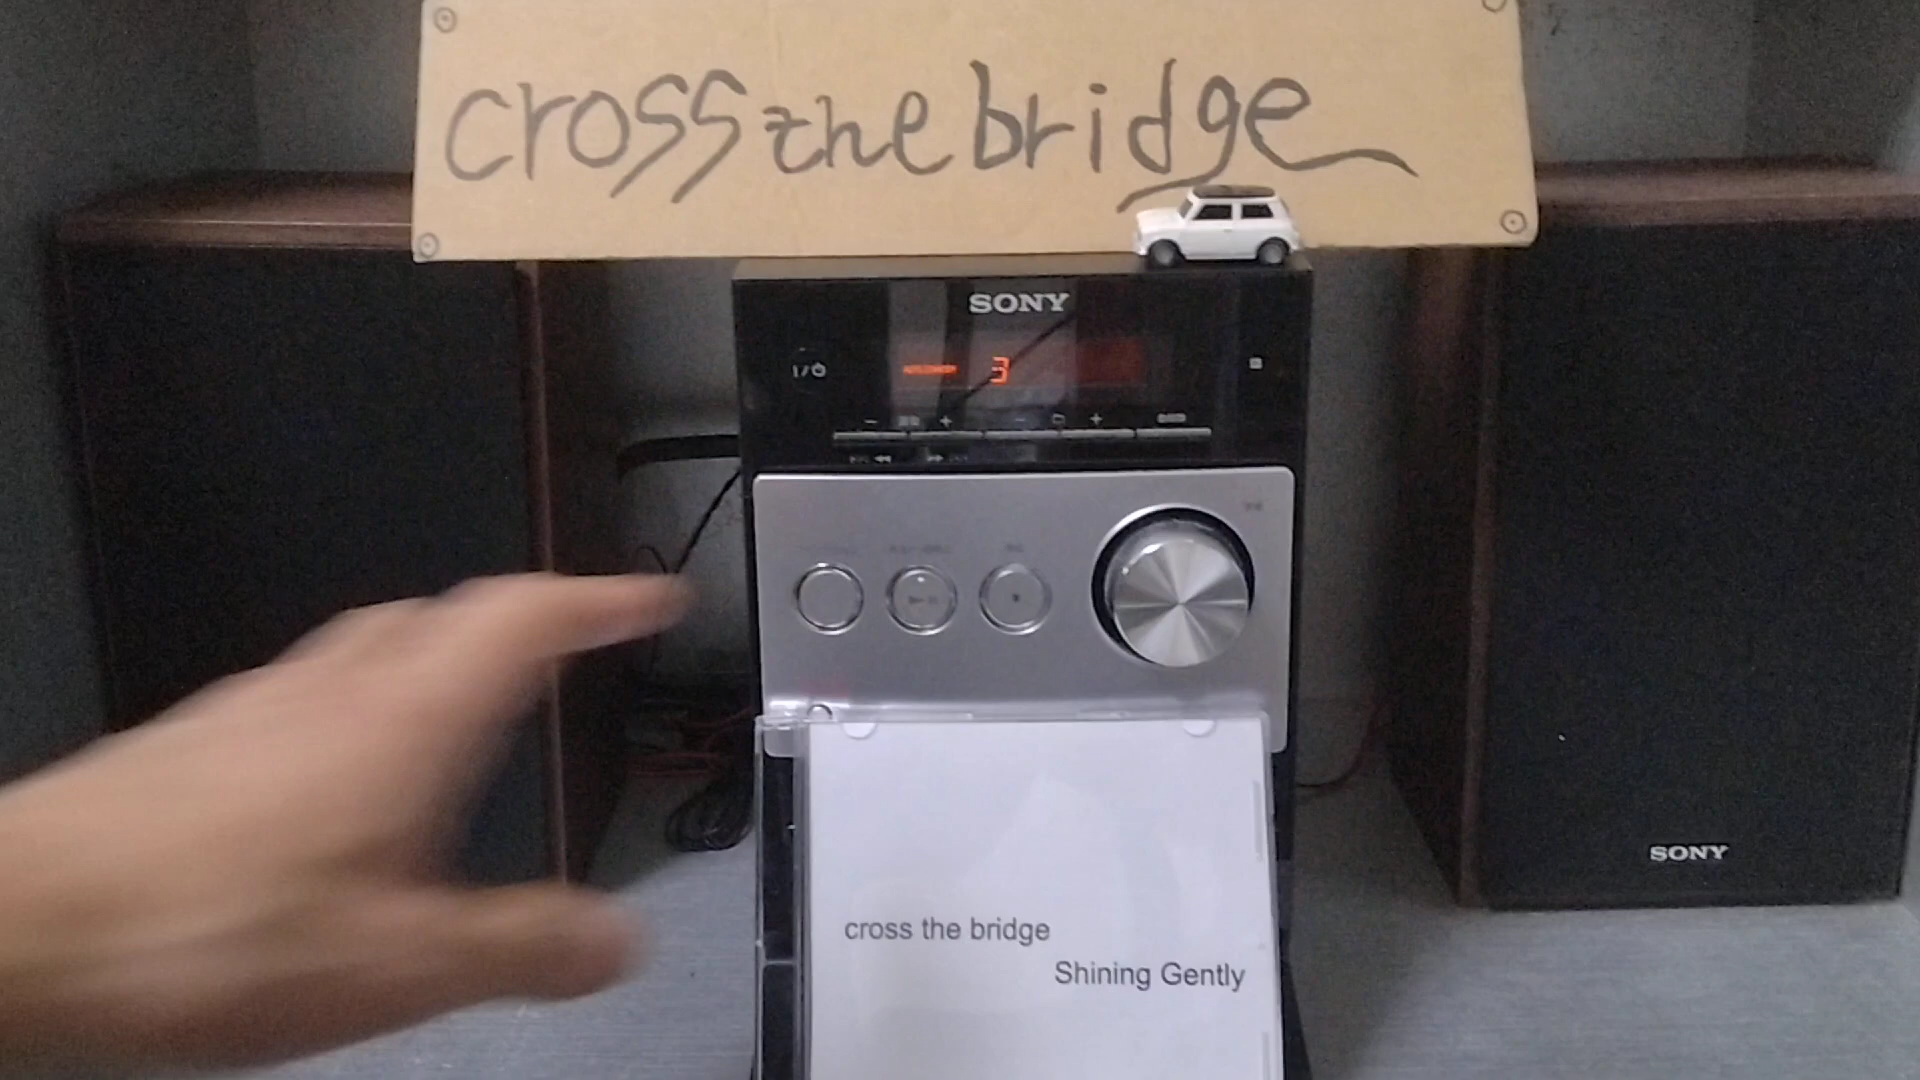 cross the bridge
SONY
I/
3
SONY
cross the bridge
Shining Gently